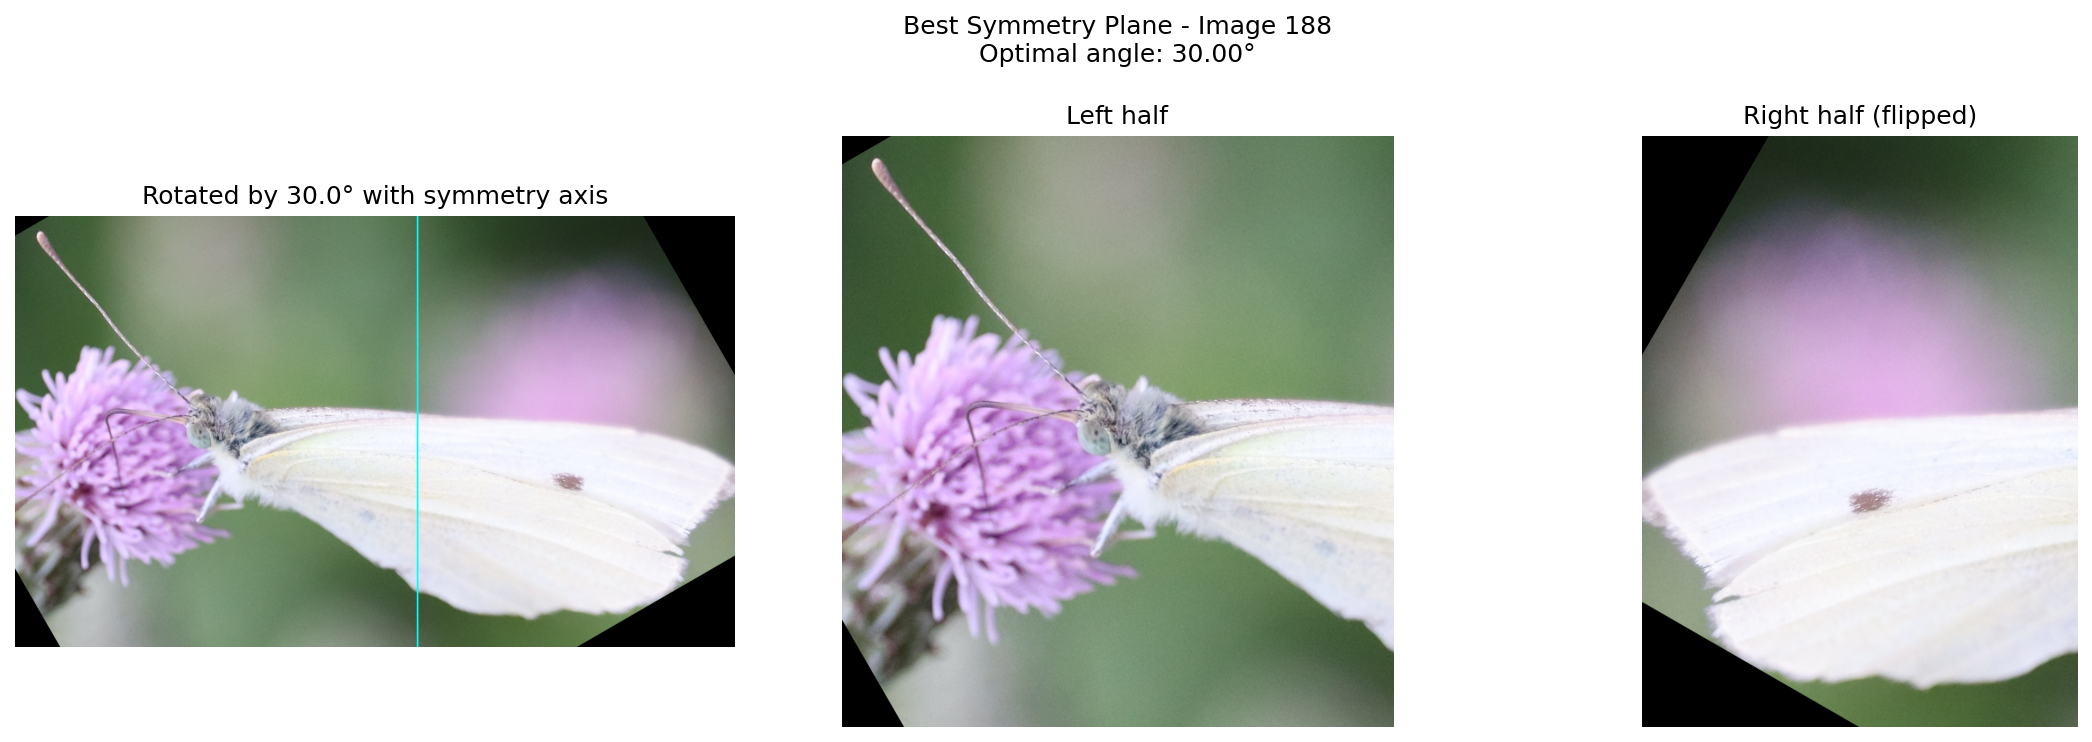 Best Symmetry Plane - Image 188
Optimal angle: 30.00°
Rotated by 30.0° with symmetry axis
Left half
Right half (flipped)